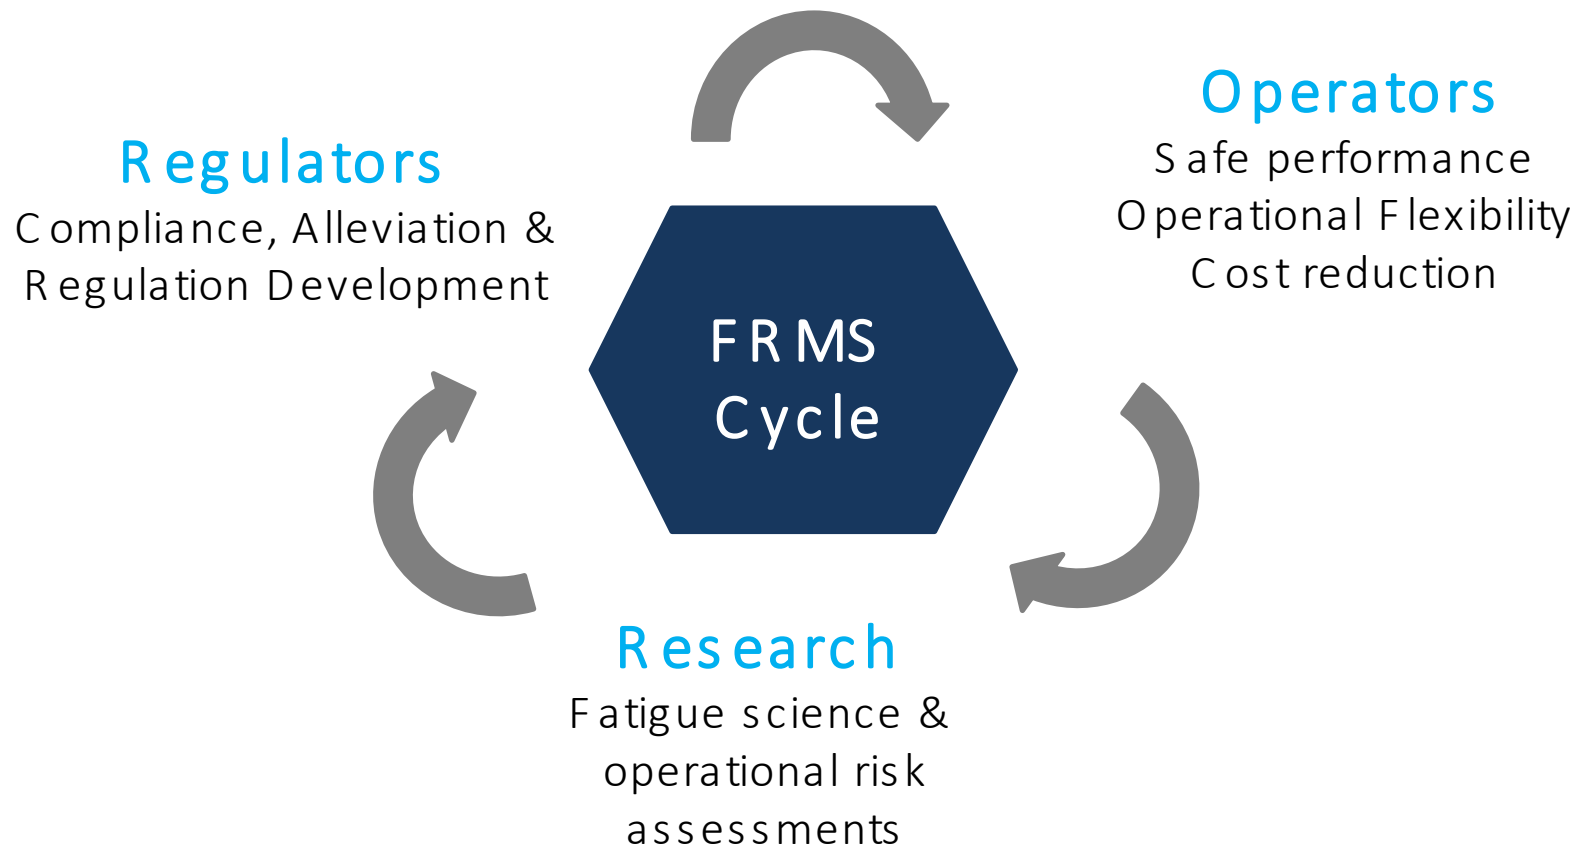 Regulators
Compliance, Alleviation &
Regulation Development
Operators
Safe performance
Operational Flexibility
Cost reduction
FRMS
Cycle
Research
Fatigue science &
operational risk
assessments